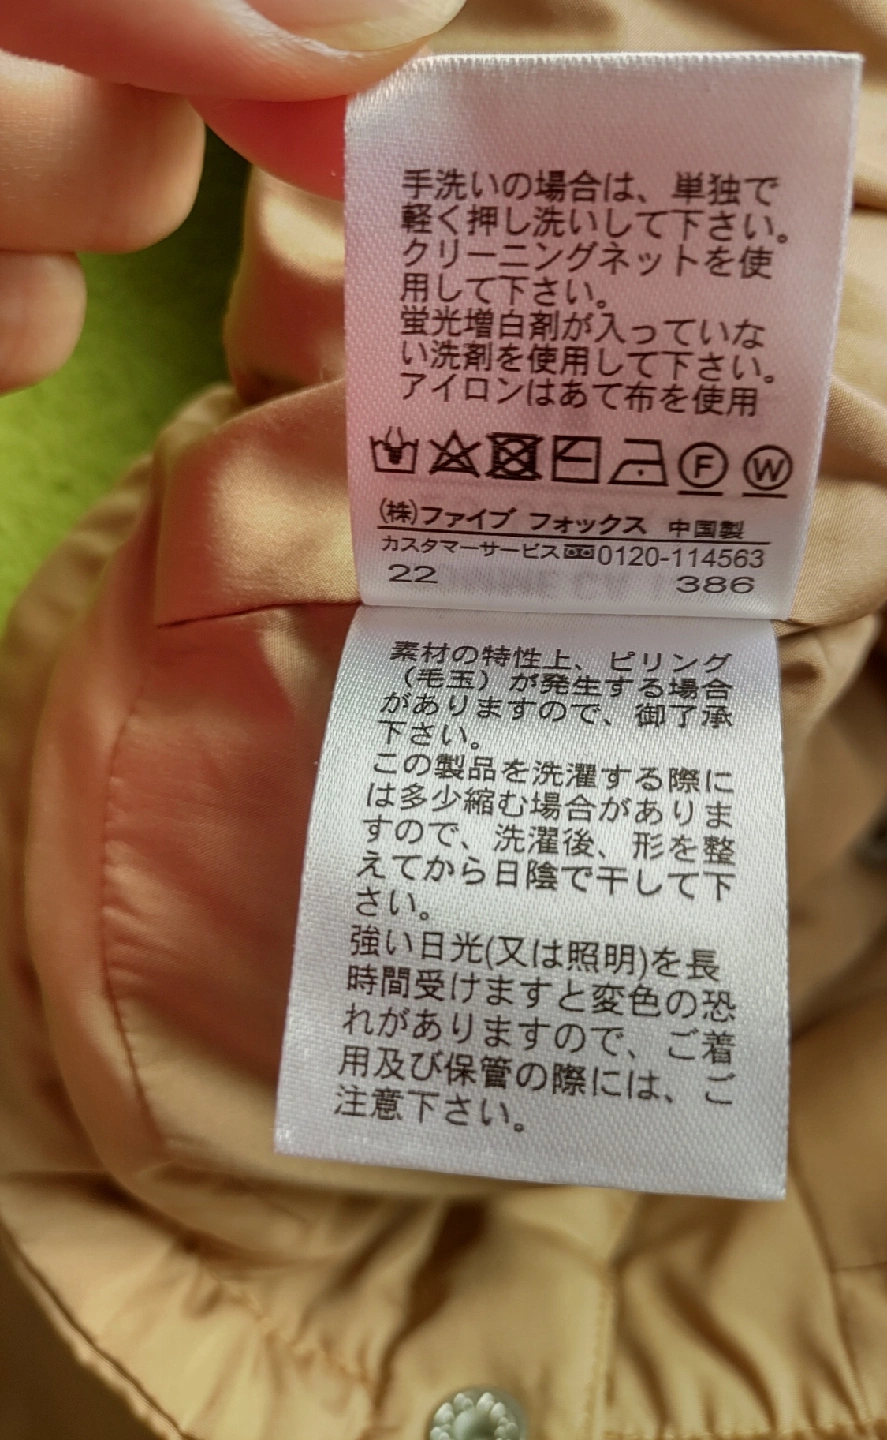 手洗いの場合は、単独で
軽く押し洗いして下さい。
クリーニングネットを使
用して下さい。
蛍光増白剤が入っていな
い洗剤を使用して下さい。
アイロンはあて布を使用
F W
(株)ファイブ フォックス 中国製
カスタマーサービス 0120-114563
22 386
素材の特性上、ピリング
(毛玉)が発生する場合
がありますので、御了承
下さい。
この製品を洗濯する際に
は多少縮む場合がありま
すので、洗濯後、形を整
えてから日陰で干して下
さい。
強い日光(又は照明)を長
時間受けますと変色の恐
れがありますので、ご着
用及び保管の際には、ご
注意下さい。